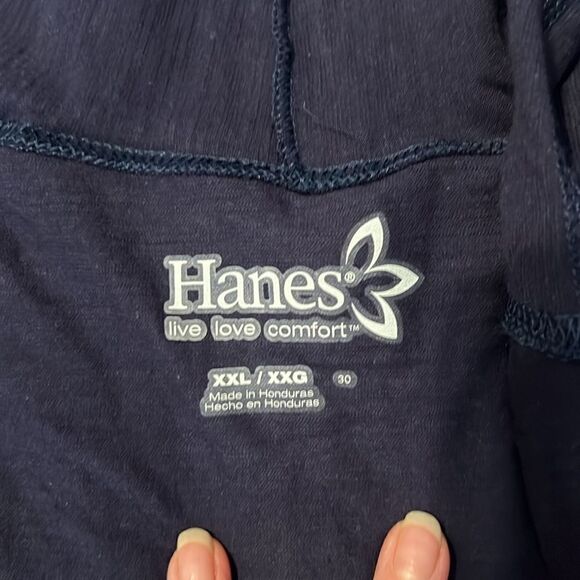 Hanes®
live love comfort™
XXL / XXG 30
Made in Honduras
Hecho en Honduras